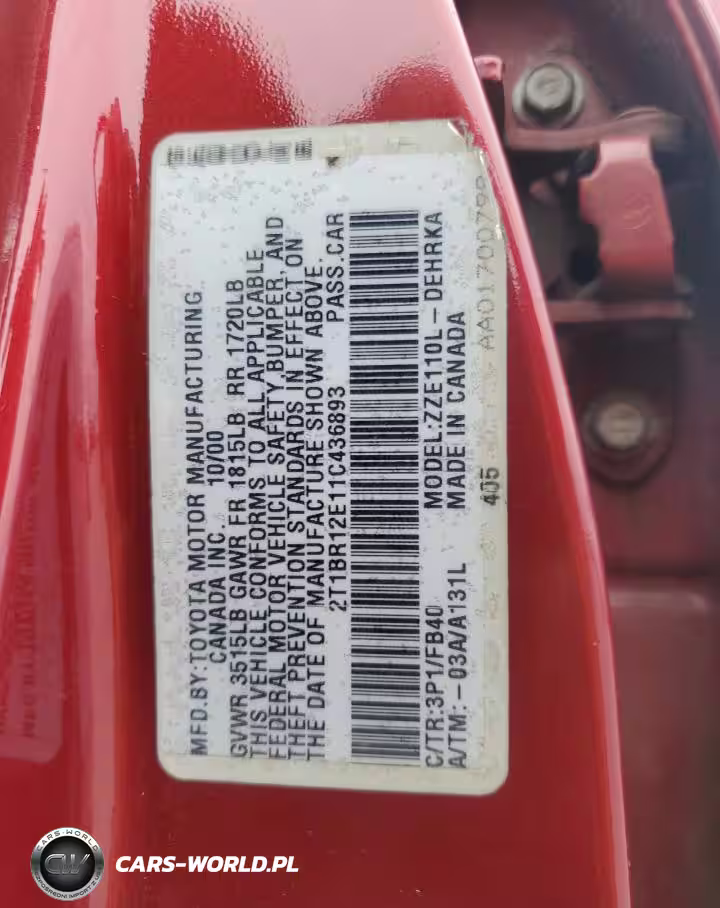 MFD.BY:TOYOTA MOTOR MANUFACTURING
CANADA INC. 10/00
GVWR 3515LB GAWR FR 1815LB RR 1720LB
THIS VEHICLE CONFORMS TO ALL APPLICABLE
FEDERAL MOTOR VEHICLE SAFETY BUMPER, AND
THEFT PREVENTION STANDARDS IN EFFECT ON
THE DATE OF MANUFACTURE SHOWN ABOVE.
2T1BR12E11C436893 PASS.CAR
C/TR:3P1/FB40 MODEL:ZZE110L-DEHRKA
A/TM:-03A/A131L MADE IN CANADA
405
CARS-WORLD
CW
CARS-WORLD.PL